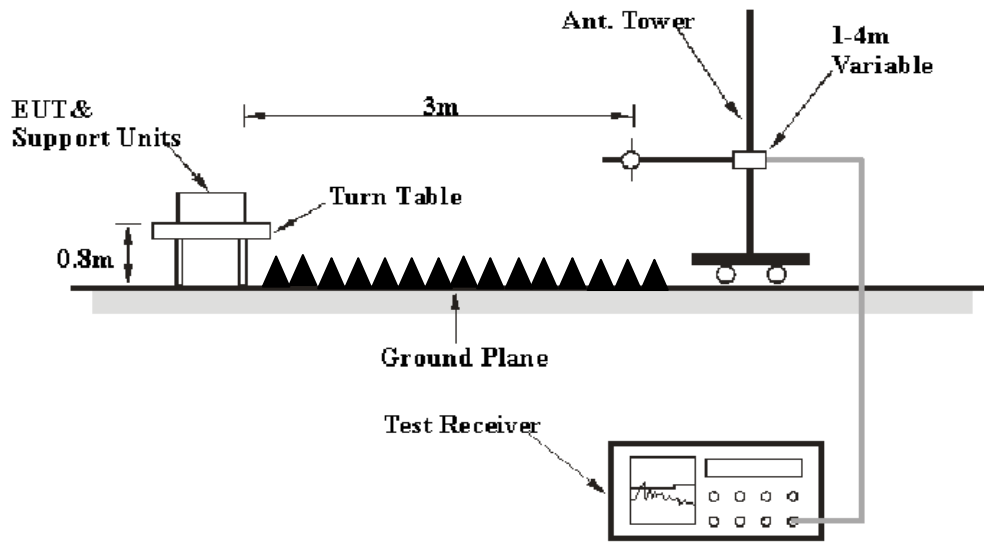 Ant. Tower
1-4m
Variable
3m
EUT&
Support Units
Turn Table
0.8m
Ground Plane
Test Receiver